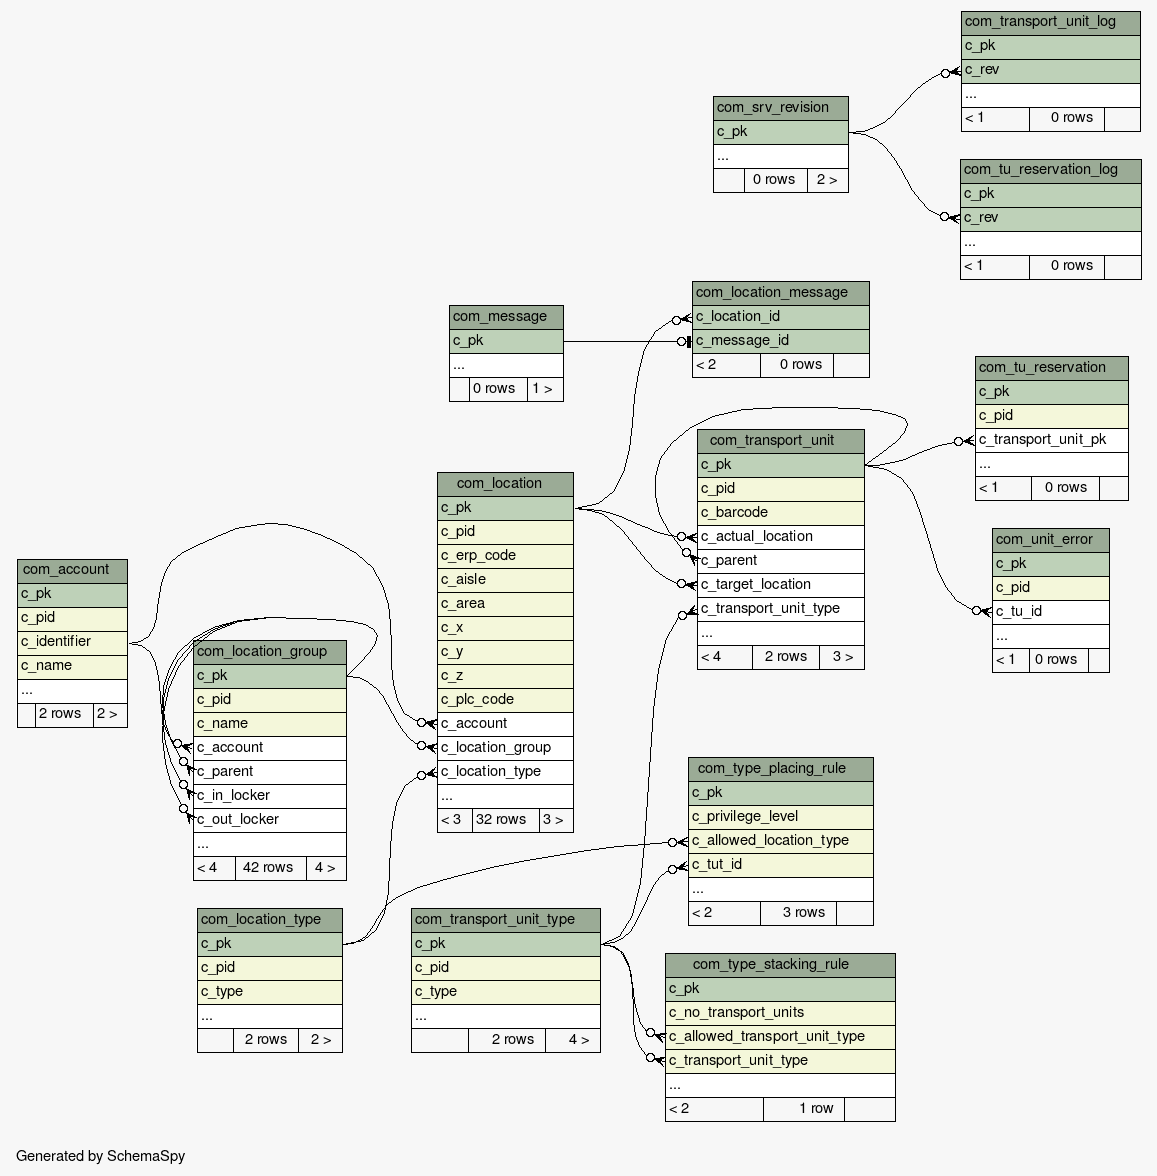 com_transport_unit_log
c_pk
c_rev
...
< 1 0 rows
com_srv_revision
c_pk
...
0 rows 2 >
com_tu_reservation_log
c_pk
c_rev
...
< 1 0 rows
com_location_message
c_location_id
c_message_id
< 2 0 rows
com_message
c_pk
...
0 rows 1 >
com_tu_reservation
c_pk
c_pid
c_transport_unit_pk
...
< 1 0 rows
com_transport_unit
c_pk
c_pid
c_barcode
c_actual_location
c_parent
c_target_location
c_transport_unit_type
...
< 4 2 rows 3 >
com_location
c_pk
c_pid
c_erp_code
c_aisle
c_area
c_x
c_y
c_z
c_plc_code
c_account
c_location_group
c_location_type
...
< 3 32 rows 3 >
com_unit_error
c_pk
c_pid
c_tu_id
...
< 1 0 rows
com_account
c_pk
c_pid
c_identifier
c_name
...
2 rows 2 >
com_location_group
c_pk
c_pid
c_name
c_account
c_parent
c_in_locker
c_out_locker
...
< 4 42 rows 4 >
com_type_placing_rule
c_pk
c_privilege_level
c_allowed_location_type
c_tut_id
...
< 2 3 rows
com_location_type
c_pk
c_pid
c_type
...
2 rows 2 >
com_transport_unit_type
c_pk
c_pid
c_type
...
2 rows 4 >
com_type_stacking_rule
c_pk
c_no_transport_units
c_allowed_transport_unit_type
c_transport_unit_type
...
< 2 1 row
Generated by SchemaSpy